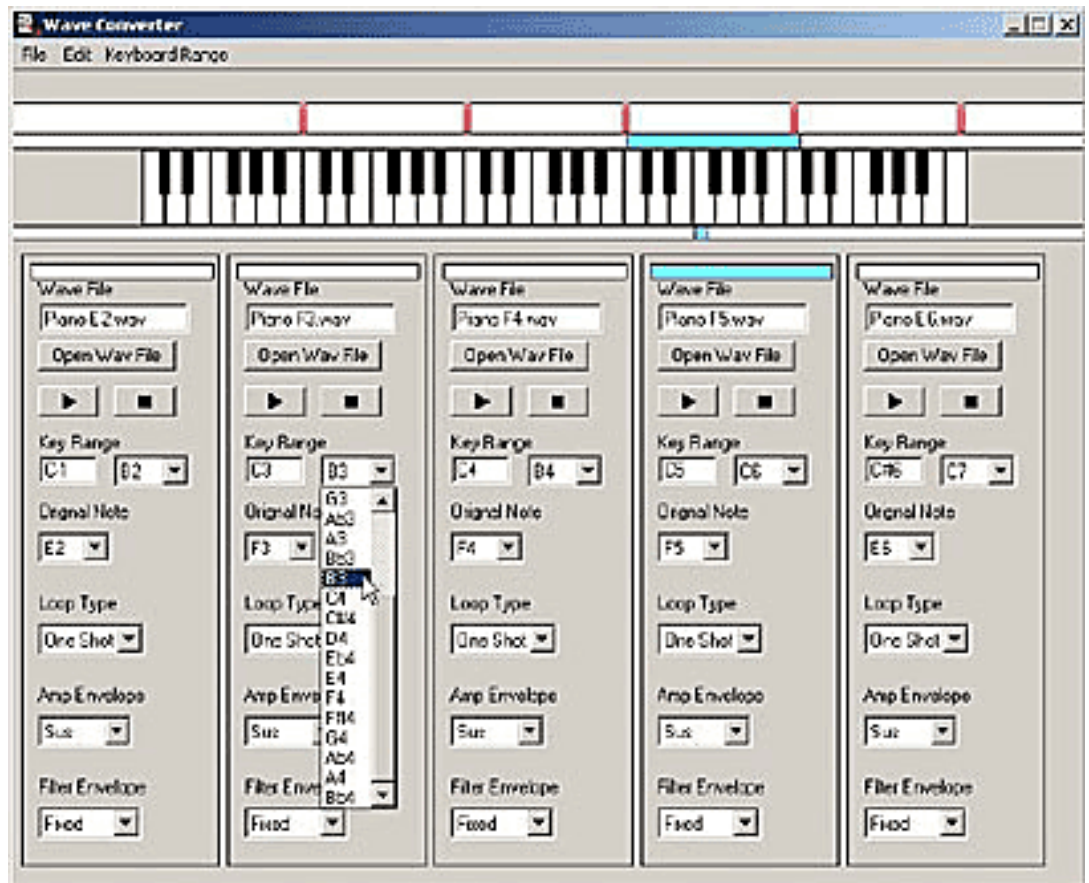 Wave Converter
File Edit Keyboard Range
Wave File
Piano E2.wav
Open Wav File
Key Range
C1 B2
Original Note
E2
Loop Type
One Shot
Amp Envelope
Sus
Filter Envelope
Fixed
Wave File
Piano F3.wav
Open Wav File
Key Range
C3 B3
G3
Ab3
A3
Bb3
B3
C4
C#4
D4
Eb4
E4
F4
F#4
G4
Ab4
A4
Bb4
Original No
F3
Loop Type
One Shot
Amp Enve
Sus
Filter Enve
Fixed
Wave File
Piano F4.wav
Open Wav File
Key Range
C4 B4
Original Note
F4
Loop Type
One Shot
Amp Envelope
Sus
Filter Envelope
Fixed
Wave File
Piano F5.wav
Open Wav File
Key Range
C5 C6
Original Note
F5
Loop Type
One Shot
Amp Envelope
Sus
Filter Envelope
Fixed
Wave File
Piano E6.wav
Open Wav File
Key Range
C#6 C7
Original Note
E6
Loop Type
One Shot
Amp Envelope
Sus
Filter Envelope
Fixed